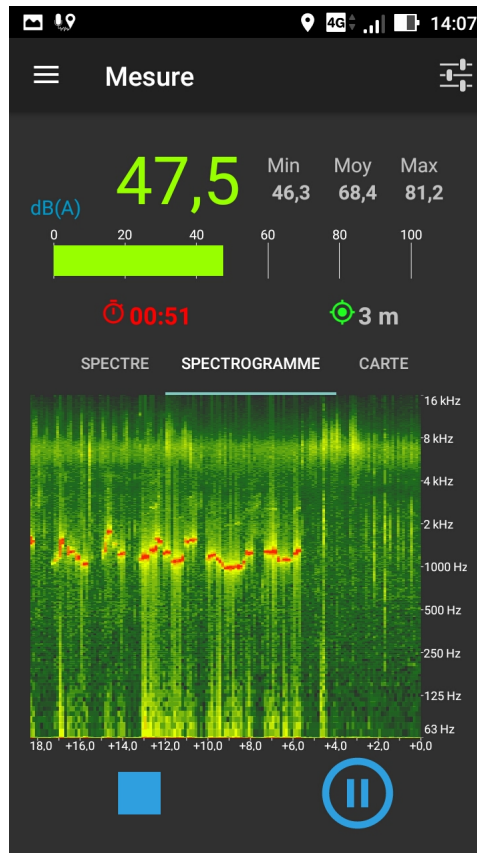 4G 14:07
Mesure
47,5
Min Moy Max
46,3 68,4 81,2
dB(A)
0 20 40 60 80 100
00:51 3 m
SPECTRE SPECTROGRAMME CARTE
16 kHz
8 kHz
4 kHz
2 kHz
1000 Hz
500 Hz
250 Hz
125 Hz
63 Hz
18,0 +16,0 +14,0 +12,0 +10,0 +8,0 +6,0 +4,0 +2,0 +0,0